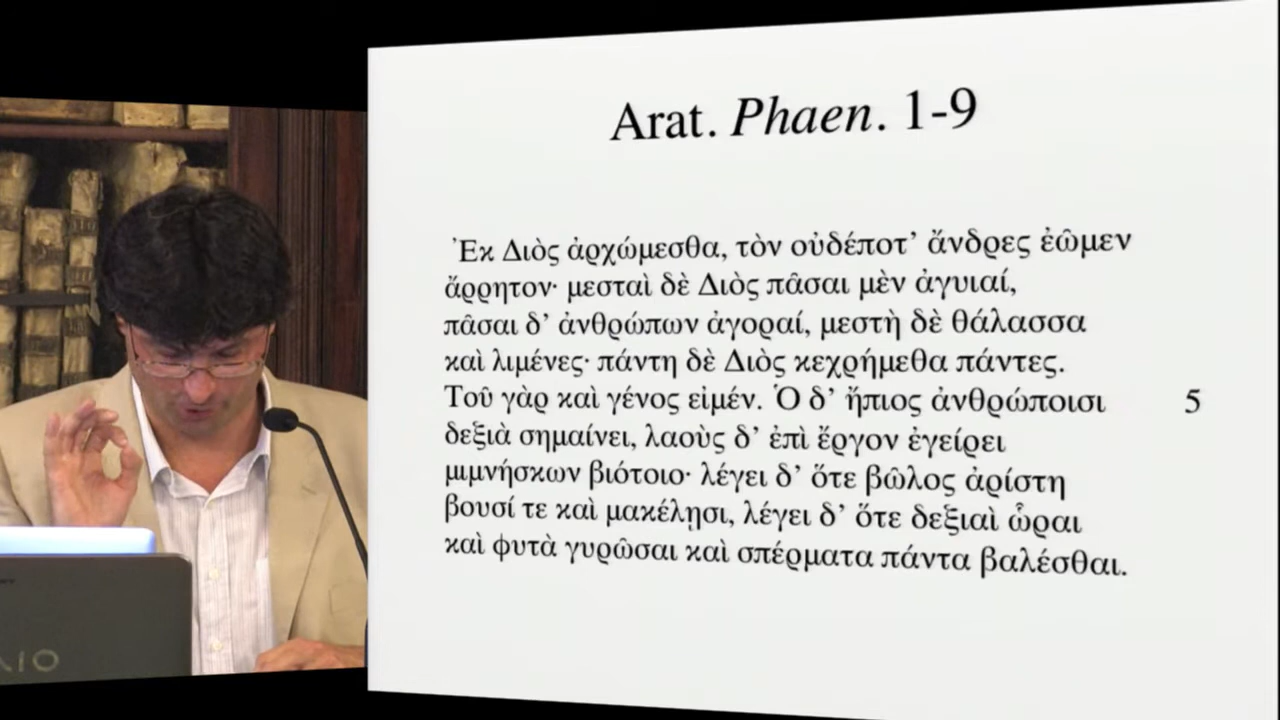 Arat. Phaen. 1-9
Ἐκ Διὸς ἀρχώμεσθα, τὸν οὐδέποτ’ ἄνδρες ἐῶμεν
ἄρρητον· μεσταὶ δὲ Διὸς πᾶσαι μὲν ἀγυιαί,
πᾶσαι δ’ ἀνθρώπων ἀγοραί, μεστὴ δὲ θάλασσα
καὶ λιμένες· πάντη δὲ Διὸς κεχρήμεθα πάντες.
Τοῦ γὰρ καὶ γένος εἰμέν. Ὁ δ’ ἤπιος ἀνθρώποισι 5
δεξιὰ σημαίνει, λαοὺς δ’ ἐπὶ ἔργον ἐγείρει
μιμνήσκων βιότοιο· λέγει δ’ ὅτε βῶλος ἀρίστη
βουσί τε καὶ μακέλῃσι, λέγει δ’ ὅτε δεξιαὶ ὧραι
καὶ φυτὰ γυρῶσαι καὶ σπέρματα πάντα βαλέσθαι.